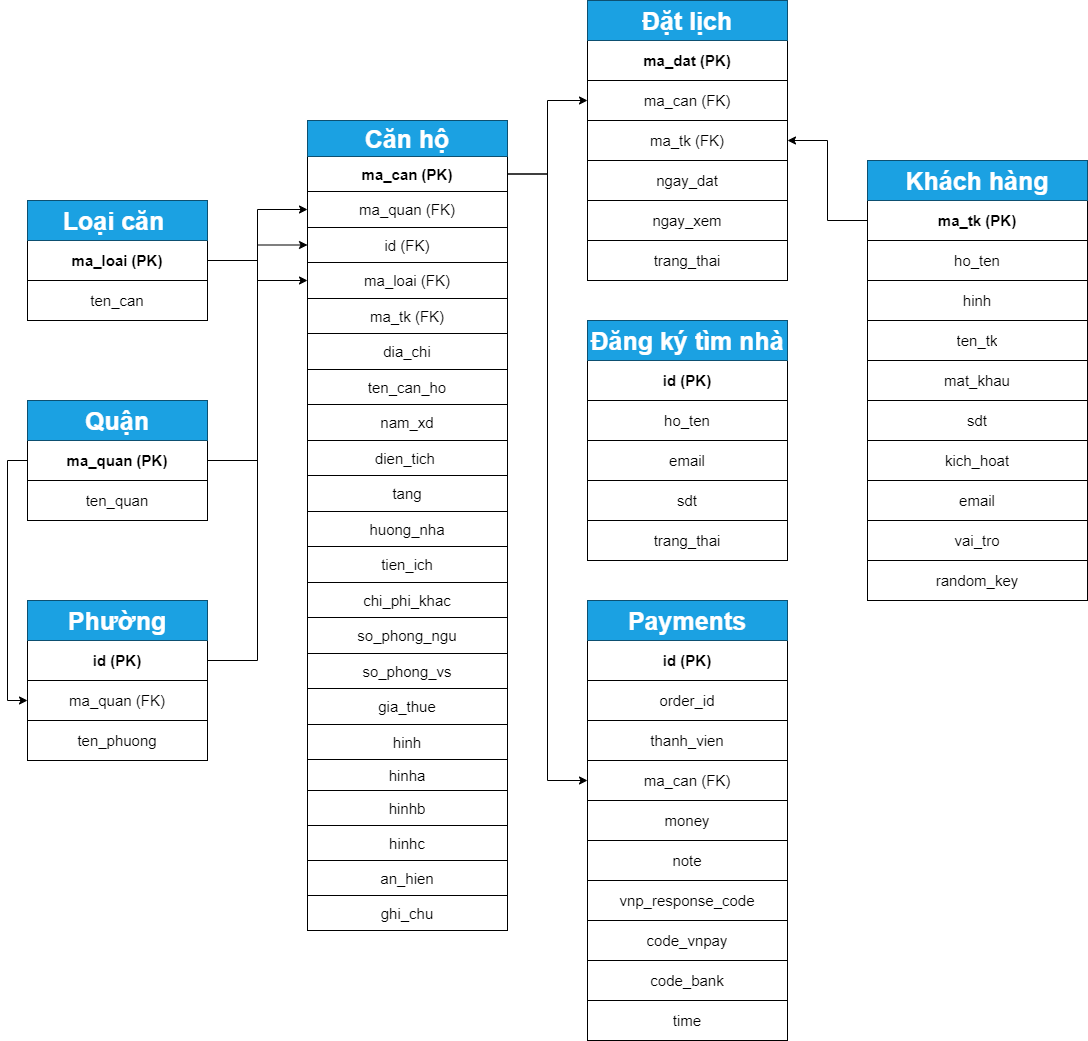 Loại căn
ma_loai (PK)
ten_can
Quận
ma_quan (PK)
ten_quan
Phường
id (PK)
ma_quan (FK)
ten_phuong
Căn hộ
ma_can (PK)
ma_quan (FK)
id (FK)
ma_loai (FK)
ma_tk (FK)
dia_chi
ten_can_ho
nam_xd
dien_tich
tang
huong_nha
tien_ich
chi_phi_khac
so_phong_ngu
so_phong_vs
gia_thue
hinh
hinha
hinhb
hinhc
an_hien
ghi_chu
Đặt lịch
ma_dat (PK)
ma_can (FK)
ma_tk (FK)
ngay_dat
ngay_xem
trang_thai
Đăng ký tìm nhà
id (PK)
ho_ten
email
sdt
trang_thai
Payments
id (PK)
order_id
thanh_vien
ma_can (FK)
money
note
vnp_response_code
code_vnpay
code_bank
time
Khách hàng
ma_tk (PK)
ho_ten
hinh
ten_tk
mat_khau
sdt
kich_hoat
email
vai_tro
random_key